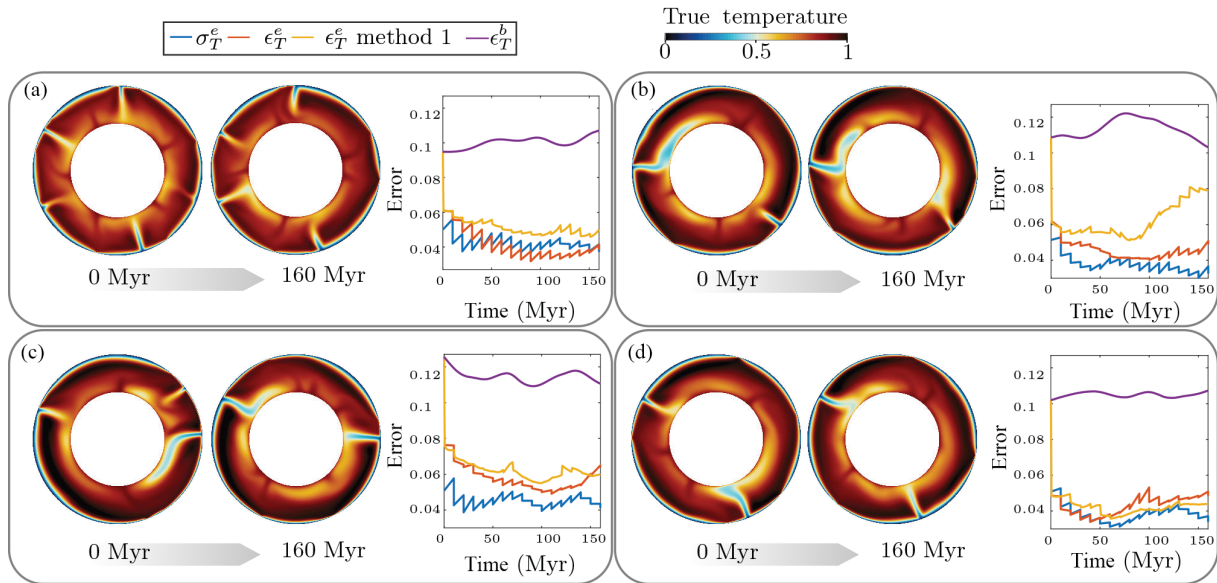 σ_T^e ϵ_T^e ϵ_T^e method 1 ϵ_T^b
True temperature
0 0.5 1
(a)
0.12
0.1
0.08
0.06
0.04
Error
0 50 100 150
Time (Myr)
0 Myr 160 Myr
(b)
0.12
0.1
0.08
0.06
0.04
Error
0 50 100 150
Time (Myr)
0 Myr 160 Myr
(c)
0.12
0.1
0.08
0.06
0.04
Error
0 50 100 150
Time (Myr)
0 Myr 160 Myr
(d)
0.12
0.1
0.08
0.06
0.04
Error
0 50 100 150
Time (Myr)
0 Myr 160 Myr